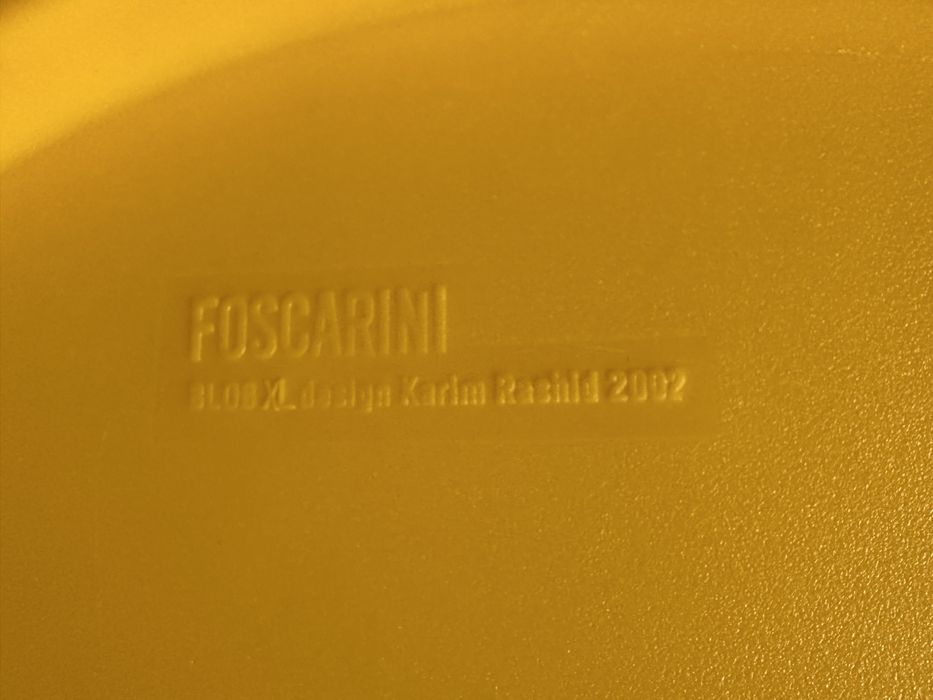 FOSCARINI
BLOB XL design Karim Rashid 2002